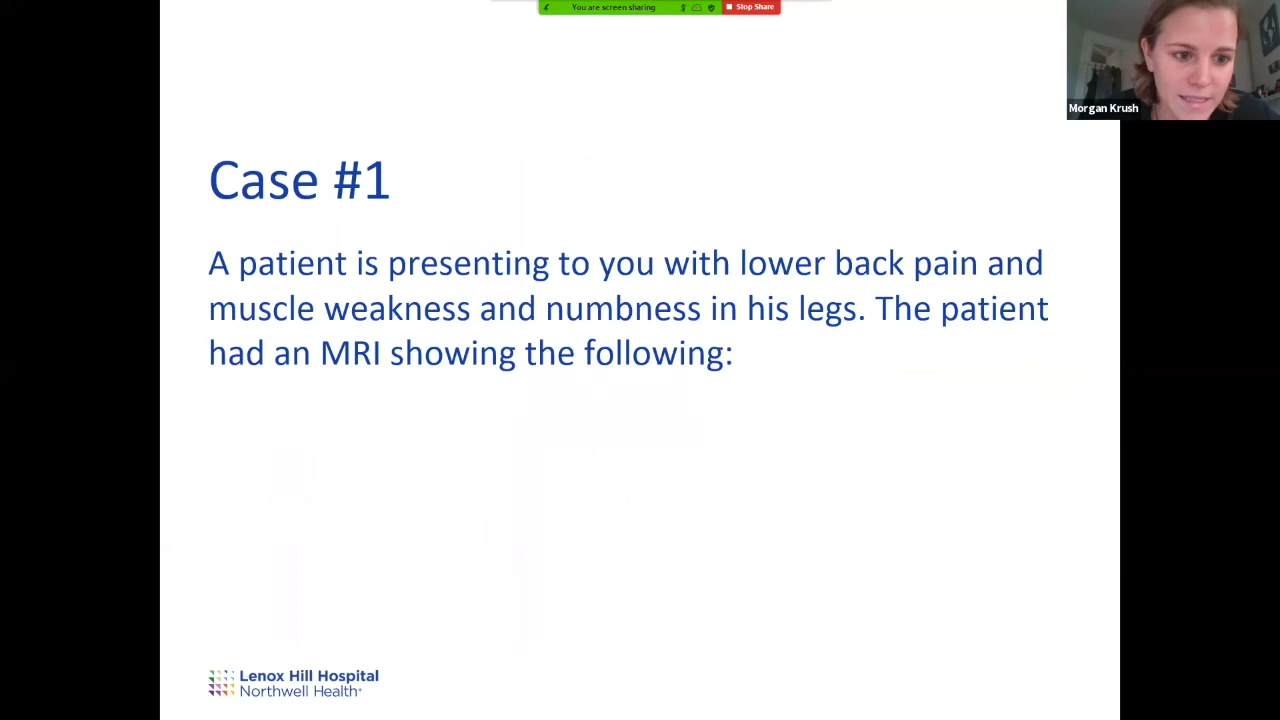 You are screen sharing
Stop Share
Morgan Krush
Case #1
A patient is presenting to you with lower back pain and
muscle weakness and numbness in his legs. The patient
had an MRI showing the following:
Lenox Hill Hospital
Northwell Health